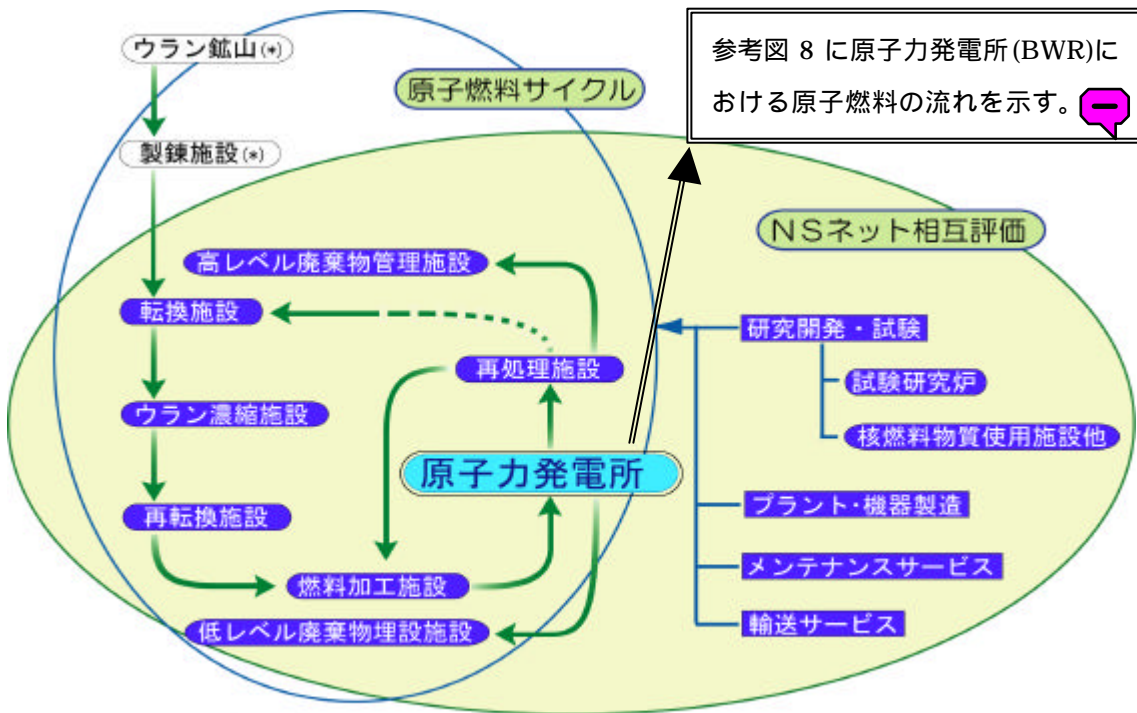 ウラン鉱山(*)
参考図 8 に原子力発電所(BWR)に
おける原子燃料の流れを示す。
原子燃料サイクル
製錬施設(*)
NSネット相互評価
高レベル廃棄物管理施設
転換施設
研究開発・試験
再処理施設
試験研究炉
ウラン濃縮施設
核燃料物質使用施設他
原子力発電所
再転換施設
プラント・機器製造
メンテナンスサービス
燃料加工施設
低レベル廃棄物埋設施設
輸送サービス